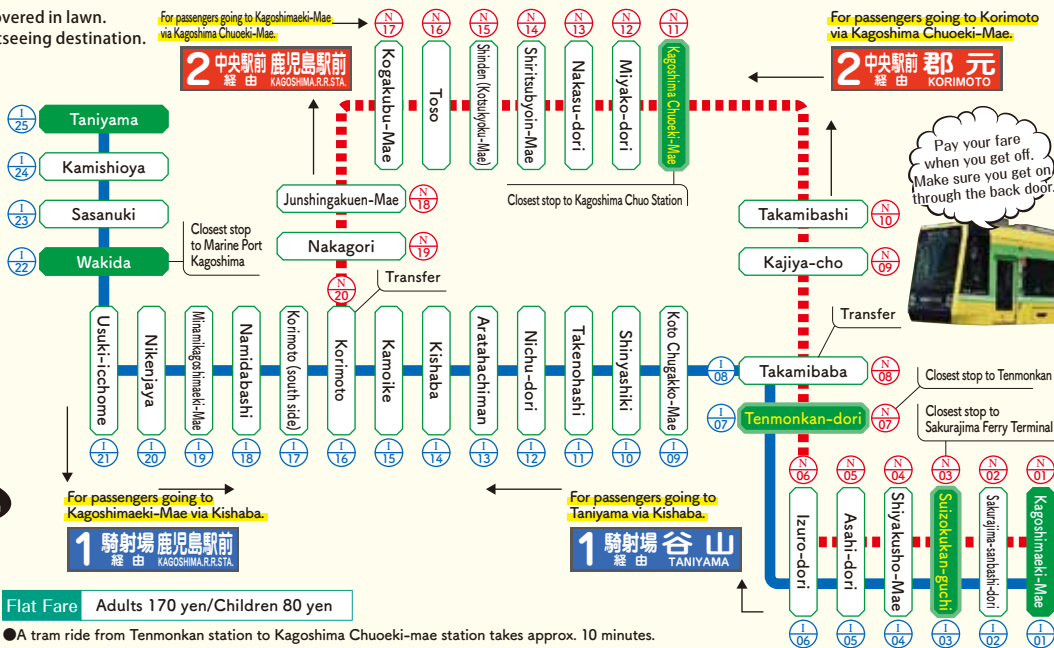 overed in lawn.
tseeing destination.
For passengers going to Kagoshimaeki-Mae
via Kagoshima Chuoeki-Mae.
2 中央駅前 鹿児島駅前
経由 KAGOSHIMA.R.R.STA.
N 17
N 16
N 15
N 14
N 13
N 12
N 11
Kogakubu-Mae
Toso
Shinden (Kotsukyoku-Mae)
Shiritsubyoin-Mae
Nakasu-dori
Miyako-dori
Kagoshima Chuoeki-Mae
Closest stop to Kagoshima Chuo Station
For passengers going to Korimoto
via Kagoshima Chuoeki-Mae.
2 中央駅前 郡元
経由 KORIMOTO
Pay your fare
when you get off.
Make sure you get on
through the back door.
I 25 Taniyama
I 24 Kamishioya
I 23 Sasanuki
I 22 Wakida
Closest stop
to Marine Port
Kagoshima
Junshingakuen-Mae N 18
Nakagori N 19
N 20
Transfer
Takamibashi N 10
Kajiya-cho N 09
Transfer
I 08 Takamibaba N 08
I 07 Tenmonkan-dori N 07
Closest stop to Tenmonkan
Closest stop to
Sakurajima Ferry Terminal
Usuki-icchome
Nikenjaya
Minamikagoshimaeki-Mae
Namidabashi
Korimoto (south side)
Korimoto
Kamoike
Kishaba
Aratahachiman
Nichu-dori
Takenohashi
Shinyashiki
Koto Chugakko-Mae
I 21
I 20
I 19
I 18
I 17
I 16
I 15
I 14
I 13
I 12
I 11
I 10
I 09
N 06
N 05
N 04
N 03
N 02
N 01
Izuro-dori
Asahi-dori
Shiyakusho-Mae
Suizokukan-guchi
Sakurajima-sanbashi-dori
Kagoshimaeki-Mae
I 06
I 05
I 04
I 03
I 02
I 01
For passengers going to
Kagoshimaeki-Mae via Kishaba.
1 騎射場 鹿児島駅前
経由 KAGOSHIMA.R.R.STA.
For passengers going to
Taniyama via Kishaba.
1 騎射場 谷山
経由 TANIYAMA
Flat Fare Adults 170 yen/Children 80 yen
●A tram ride from Tenmonkan station to Kagoshima Chuoeki-mae station takes approx. 10 minutes.